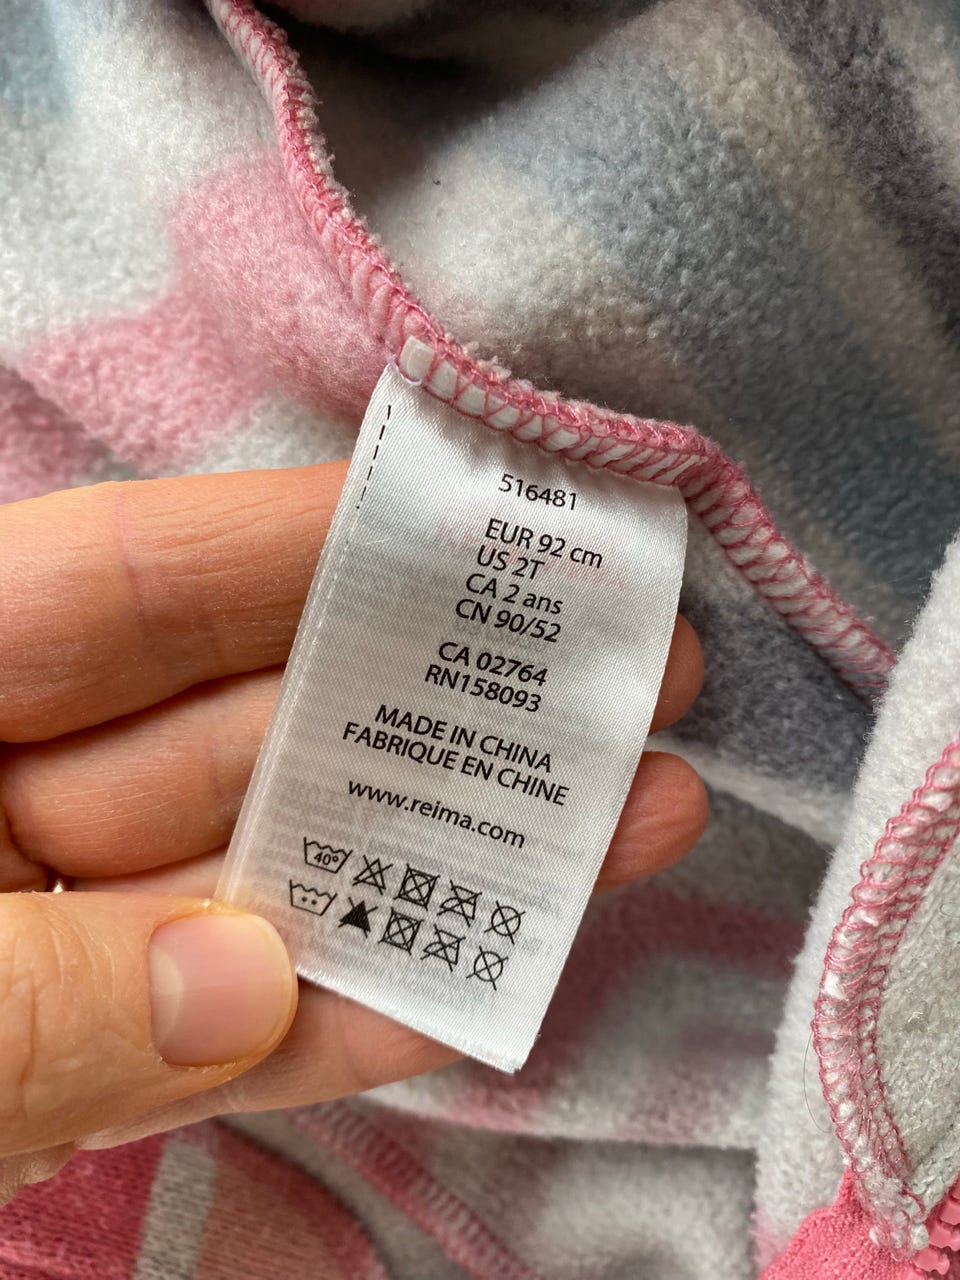 516481
EUR 92 cm
US 2T
CA 2 ans
CN 90/52
CA 02764
RN158093
MADE IN CHINA
FABRIQUE EN CHINE
www.reima.com
40°